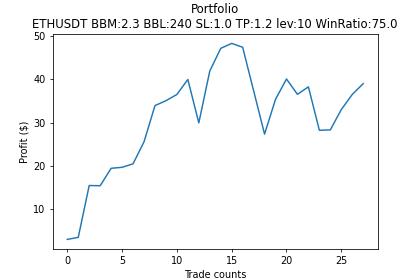 Portfolio
ETHUSDT BBM:2.3 BBL:240 SL:1.0 TP:1.2 lev:10 WinRatio:75.0
50
40
30
20
10
Profit ($)
0 5 10 15 20 25
Trade counts